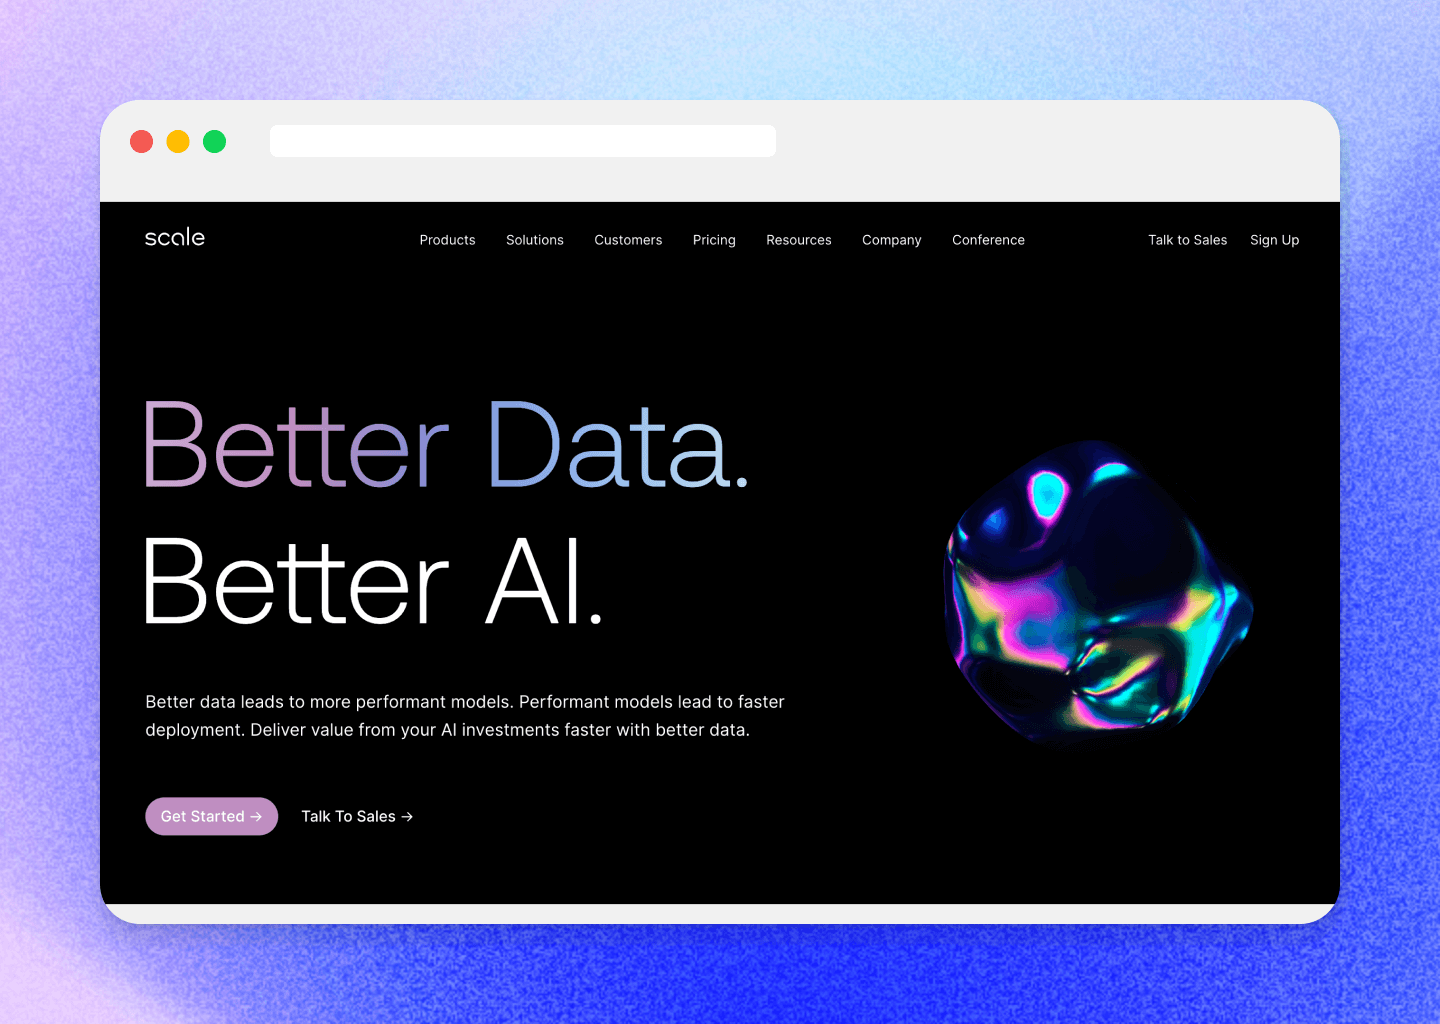 scale
Products Solutions Customers Pricing Resources Company Conference Talk to Sales Sign Up
Better Data.
Better AI.
Better data leads to more performant models. Performant models lead to faster
deployment. Deliver value from your AI investments faster with better data.
Get Started → Talk To Sales →